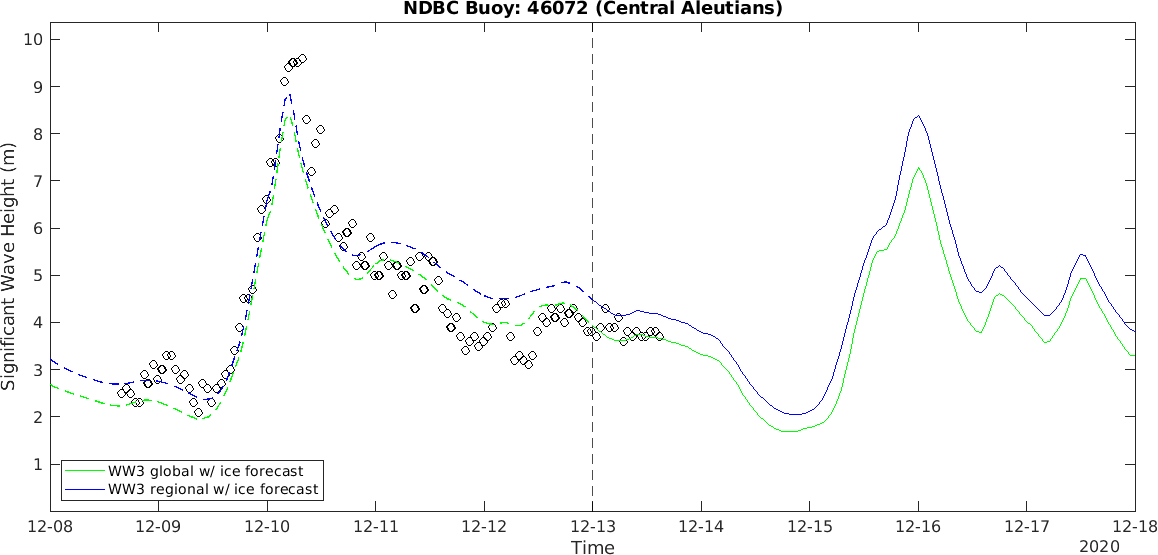 NDBC Buoy: 46072 (Central Aleutians)
10
9
8
7
6
5
4
3
2
1
Significant Wave Height (m)
WW3 global w/ ice forecast
WW3 regional w/ ice forecast
12-08 12-09 12-10 12-11 12-12 12-13 12-14 12-15 12-16 12-17 12-18
Time
2020